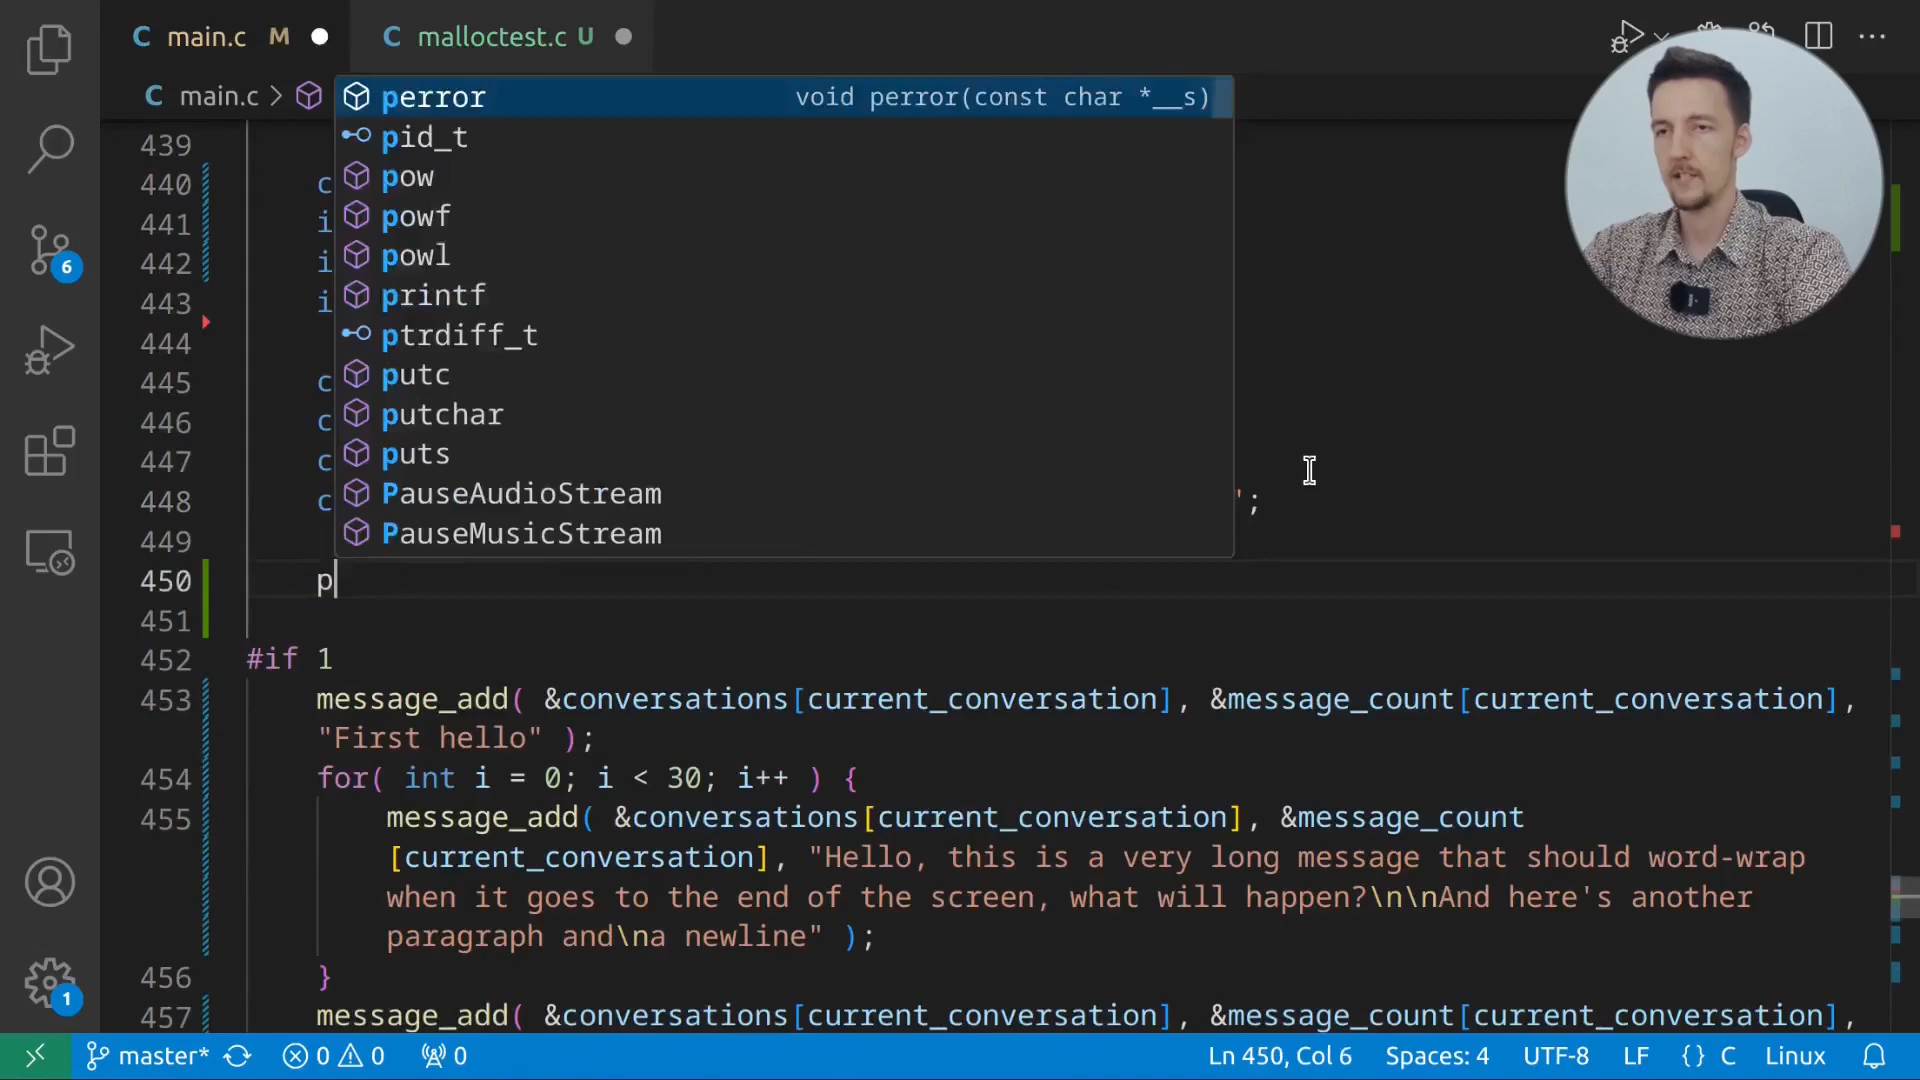 main.c M
malloctest.c U
main.c
perror void perror(const char *__s)
pid_t
pow
powf
powl
printf
ptrdiff_t
putc
putchar
puts
PauseAudioStream
PauseMusicStream
439
440 c
441 i
442 i
443 i
444
445 c
446 c
447 c
448 c ';
449
450 p
451
452 #if 1
453 message_add( &conversations[current_conversation], &message_count[current_conversation],
"First hello" );
454 for( int i = 0; i < 30; i++ ) {
455 message_add( &conversations[current_conversation], &message_count
[current_conversation], "Hello, this is a very long message that should word-wrap
when it goes to the end of the screen, what will happen?\n\nAnd here's another
paragraph and\na newline" );
456 }
457 message_add( &conversations[current_conversation], &message_count[current_conversation],
6
1
master* 0 0 0 Ln 450, Col 6 Spaces: 4 UTF-8 LF {} C Linux